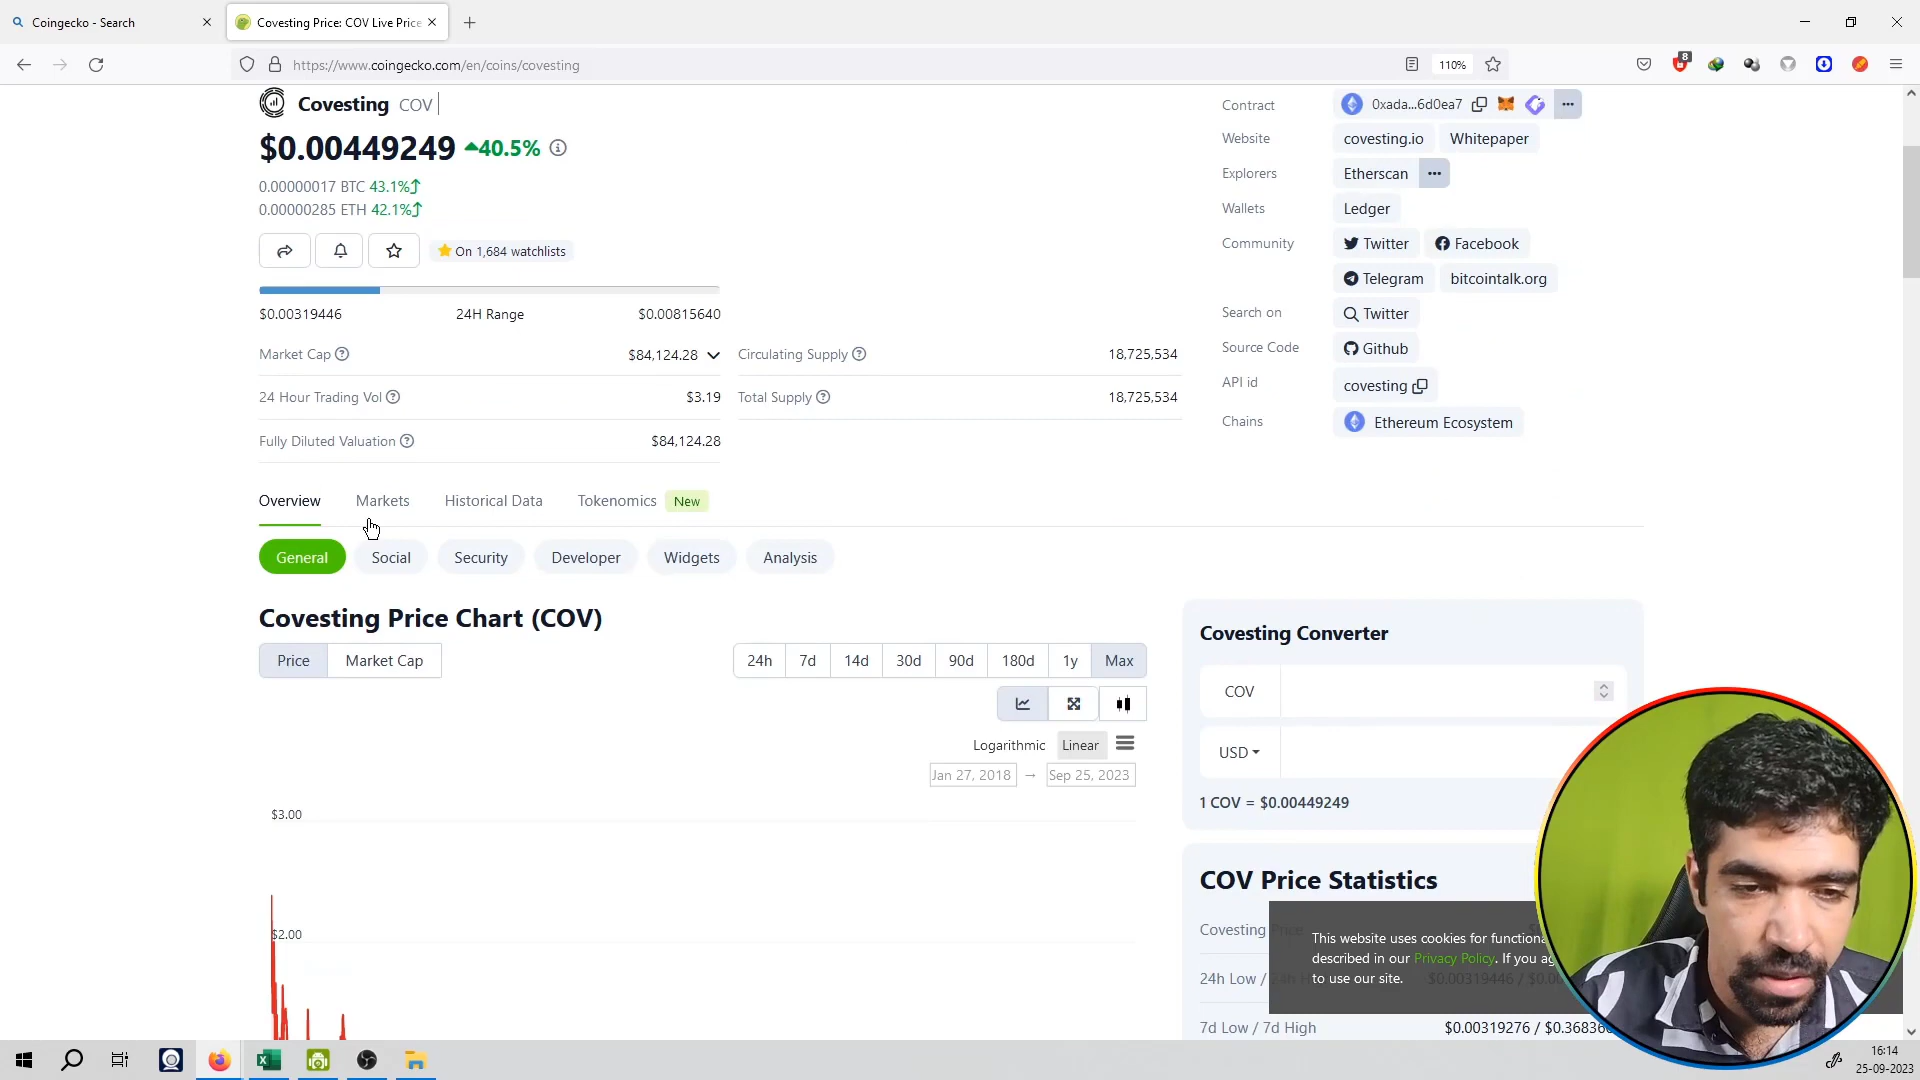 Coingecko - Search
Covesting Price: COV Live Price
https://www.coingecko.com/en/coins/covesting
110%
8
Covesting COV
$0.00449249 40.5%
0.00000017 BTC 43.1%
0.00000285 ETH 42.1%
On 1,684 watchlists
$0.00319446 24H Range $0.00815640
Market Cap $84,124.28
Circulating Supply 18,725,534
24 Hour Trading Vol $3.19
Total Supply 18,725,534
Fully Diluted Valuation $84,124.28
Contract 0xada...6d0ea7
Website covesting.io Whitepaper
Explorers Etherscan
Wallets Ledger
Community Twitter Facebook
Telegram bitcointalk.org
Search on Twitter
Source Code Github
API id covesting
Chains Ethereum Ecosystem
Overview Markets Historical Data Tokenomics New
General Social Security Developer Widgets Analysis
Covesting Price Chart (COV)
Price Market Cap
24h 7d 14d 30d 90d 180d 1y Max
Logarithmic Linear
Jan 27, 2018 → Sep 25, 2023
$3.00
$2.00
Covesting Converter
COV
USD
1 COV = $0.00449249
COV Price Statistics
Covesting
24h Low / $0.00319446 /
7d Low / 7d High $0.00319276 /
This website uses cookies for
described in our Privacy Policy. If you
to use our site.
16:14
25-09-2023